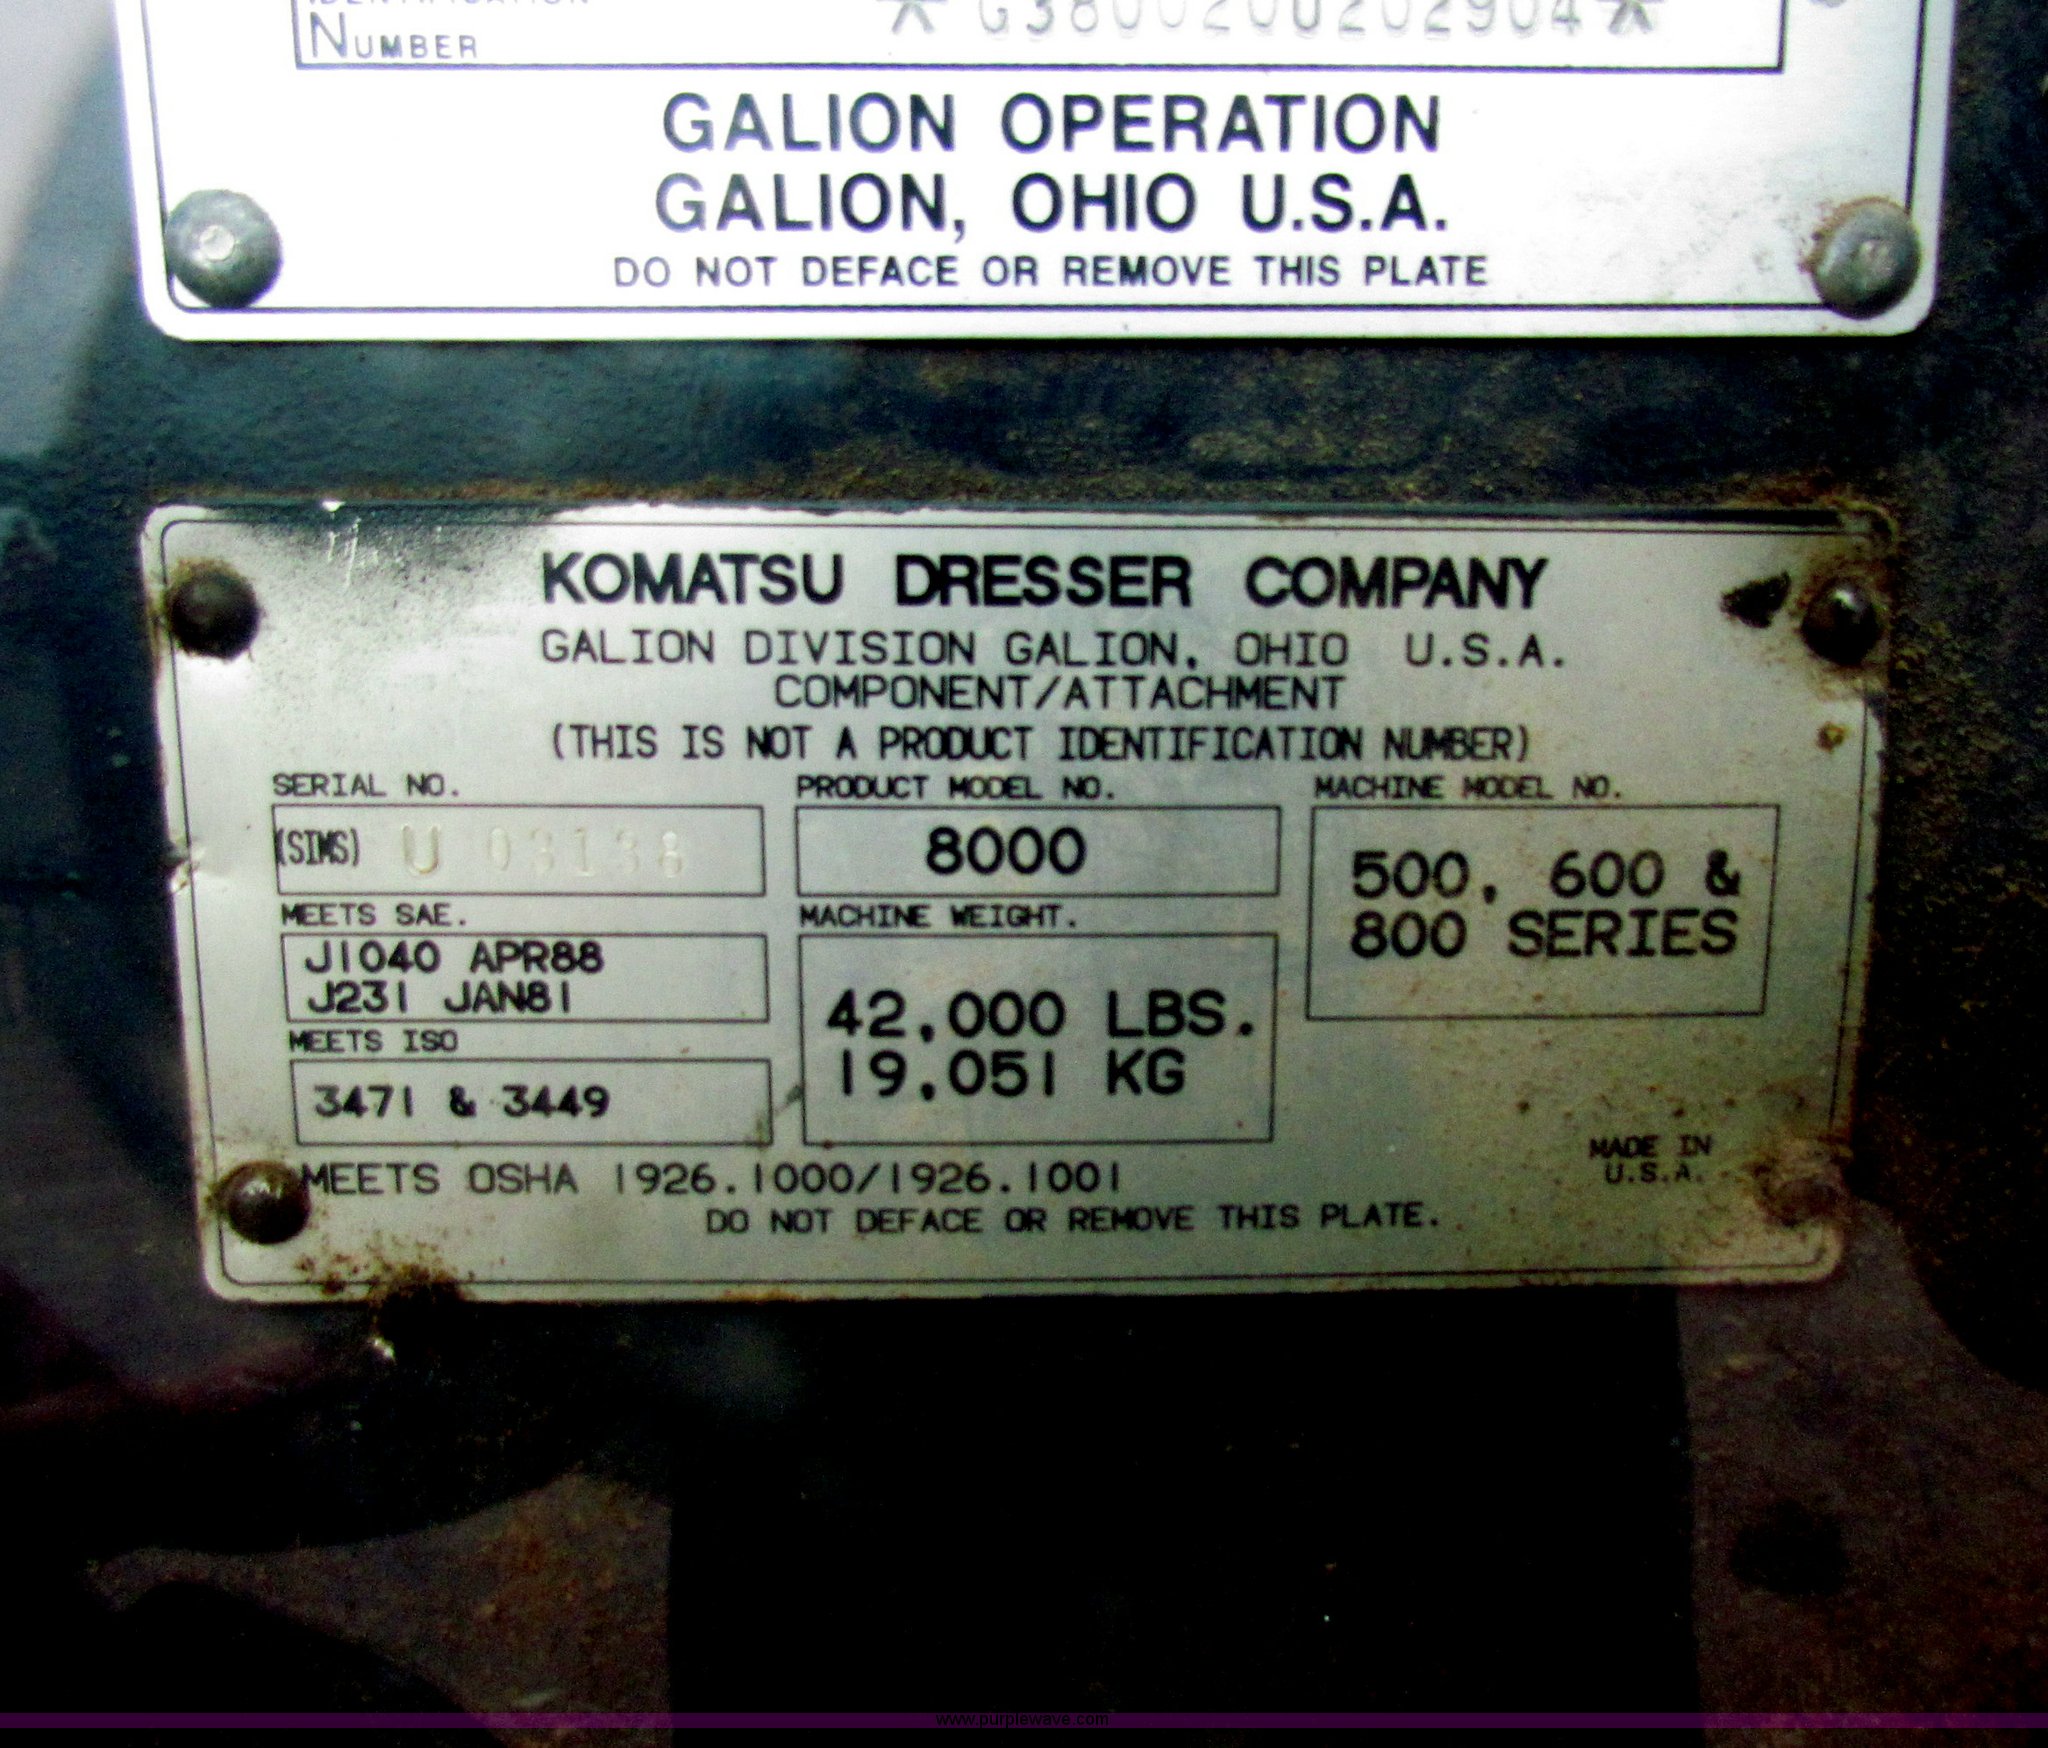 NUMBER
GALION OPERATION
GALION, OHIO U.S.A.
DO NOT DEFACE OR REMOVE THIS PLATE
KOMATSU DRESSER COMPANY
GALION DIVISION GALION, OHIO U.S.A.
COMPONENT/ATTACHMENT
(THIS IS NOT A PRODUCT IDENTIFICATION NUMBER)
SERIAL NO. PRODUCT MODEL NO. MACHINE MODEL NO.
(SIMS) U 8000 500, 600 &
800 SERIES
MEETS SAE. MACHINE WEIGHT.
J1040 APR88
J231 JAN81
42,000 LBS.
19,051 KG
MEETS ISO
3471 & 3449
MADE IN
U.S.A.
MEETS OSHA 1926.1000/1926.1001
DO NOT DEFACE OR REMOVE THIS PLATE.
www.purplewave.com